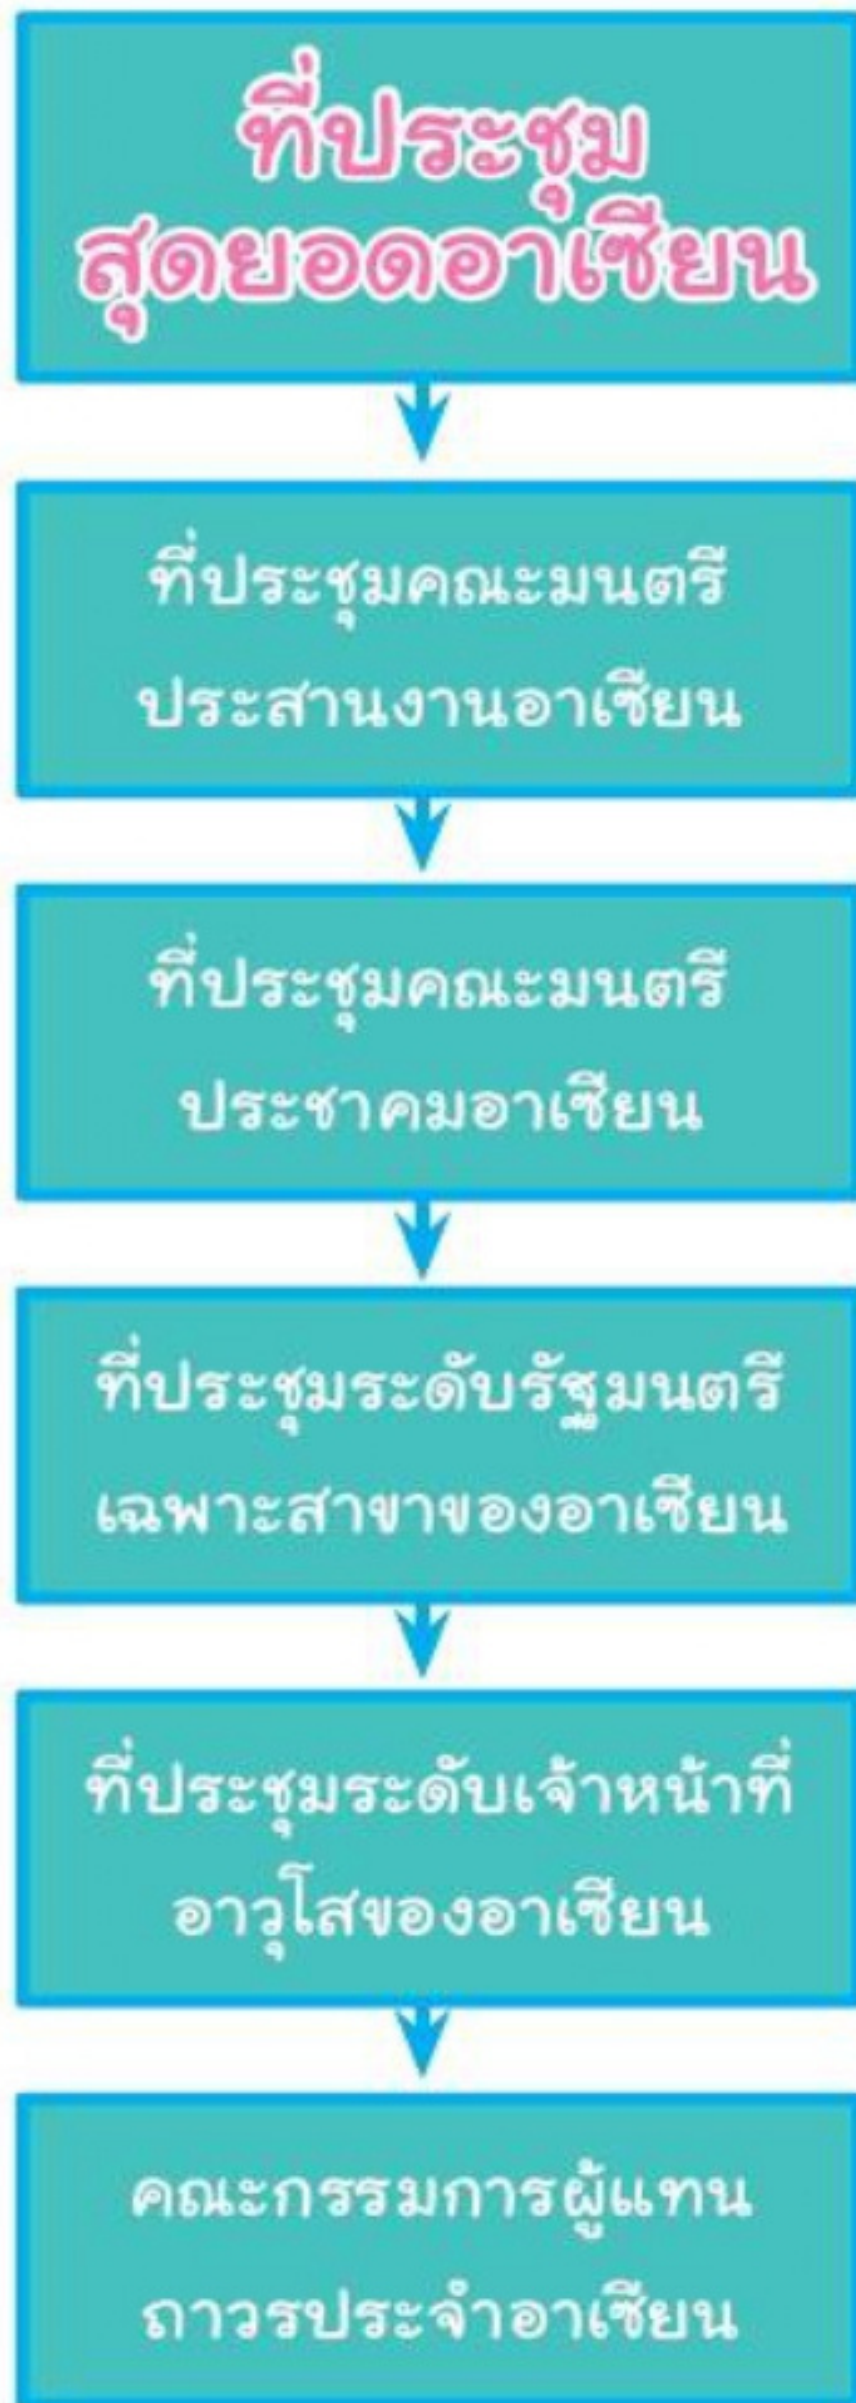 ที่ประชุม
สุดยอดอาเซียน
ที่ประชุมคณะมนตรี
ประสานงานอาเซียน
ที่ประชุมคณะมนตรี
ประชาคมอาเซียน
ที่ประชุมระดับรัฐมนตรี
เฉพาะสาขาของอาเซียน
ที่ประชุมระดับเจ้าหน้าที่
อาวุโสของอาเซียน
คณะกรรมการผู้แทน
ถาวรประจำอาเซียน